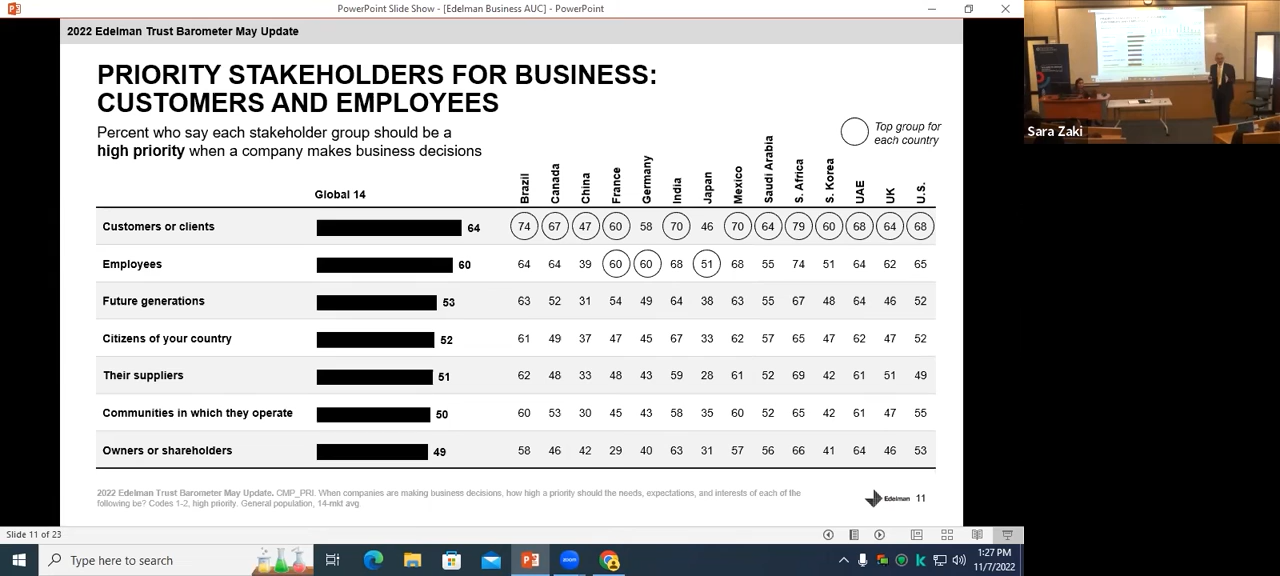 PowerPoint Slide Show - [Edelman Business AUC] - PowerPoint
2022 Edelman Trust Barometer May Update
PRIORITY STAKEHOLDERS FOR BUSINESS:
CUSTOMERS AND EMPLOYEES
Percent who say each stakeholder group should be a
high priority when a company makes business decisions
Top group for
each country
Global 14 Brazil Canada China France Germany India Japan Mexico Saudi Arabia S. Africa S. Korea UAE UK U.S.
Customers or clients 64 74 67 47 60 58 70 46 70 64 79 60 68 64 68
Employees 60 64 64 39 60 60 68 51 68 55 74 51 64 62 65
Future generations 53 63 52 31 54 49 64 38 63 55 67 48 64 46 52
Citizens of your country 52 61 49 37 47 45 67 33 62 57 65 47 62 47 52
Their suppliers 51 62 48 33 48 43 59 28 61 52 69 42 61 51 49
Communities in which they operate 50 60 53 30 45 43 58 35 60 52 65 42 61 47 55
Owners or shareholders 49 58 46 42 29 40 63 31 57 56 66 41 64 46 53
2022 Edelman Trust Barometer May Update. CMP_PRI. When companies are making business decisions, how high a priority should the needs, expectations, and interests of each of the
following be? Codes 1-2, high priority. General population, 14-mkt avg.
Edelman 11
Sara Zaki
Slide 11 of 23
Type here to search
1:27 PM
11/7/2022